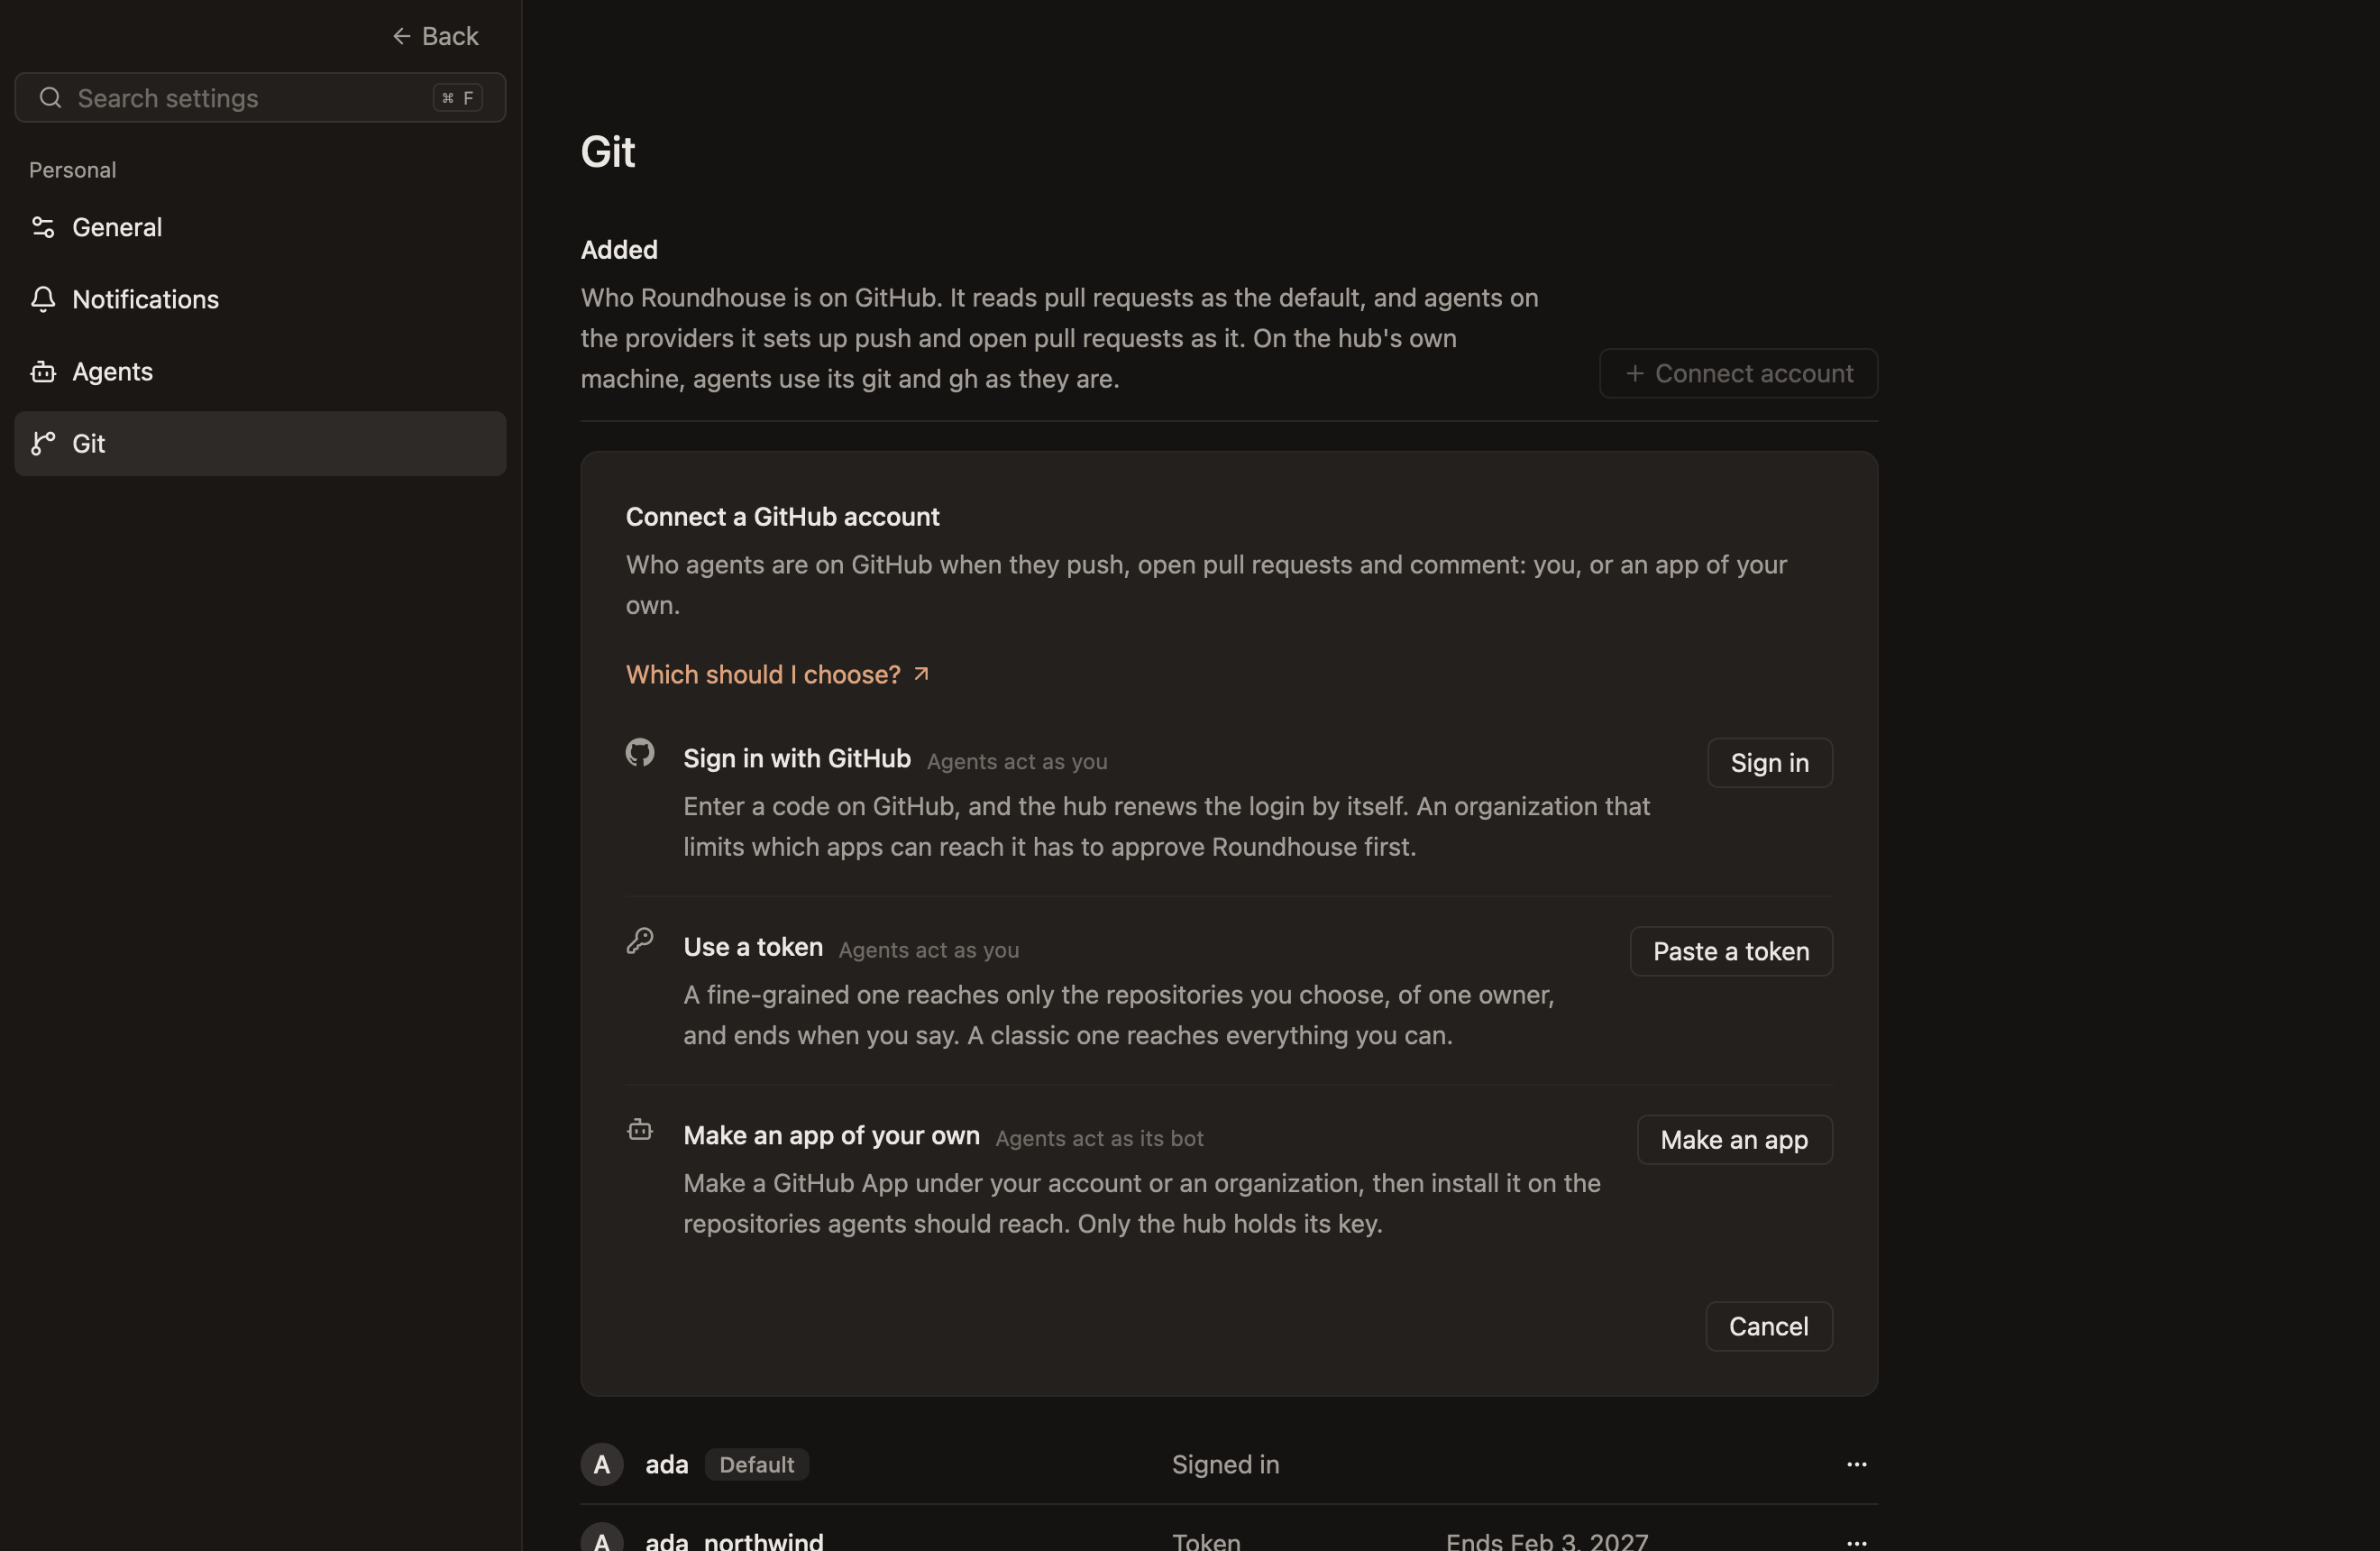 ← Back
Search settings
⌘ F
Personal
General
Notifications
Agents
Git
Git
Added
Who Roundhouse is on GitHub. It reads pull requests as the default, and agents on
the providers it sets up push and open pull requests as it. On the hub's own
machine, agents use its git and gh as they are.
+ Connect account
Connect a GitHub account
Who agents are on GitHub when they push, open pull requests and comment: you, or an app of your
own.
Which should I choose? ↗
Sign in with GitHub Agents act as you
Sign in
Enter a code on GitHub, and the hub renews the login by itself. An organization that
limits which apps can reach it has to approve Roundhouse first.
Use a token Agents act as you
Paste a token
A fine-grained one reaches only the repositories you choose, of one owner,
and ends when you say. A classic one reaches everything you can.
Make an app of your own Agents act as its bot
Make an app
Make a GitHub App under your account or an organization, then install it on the
repositories agents should reach. Only the hub holds its key.
Cancel
A ada Default Signed in ...
A ada northwind Token Ends Feb 3, 2027 ...